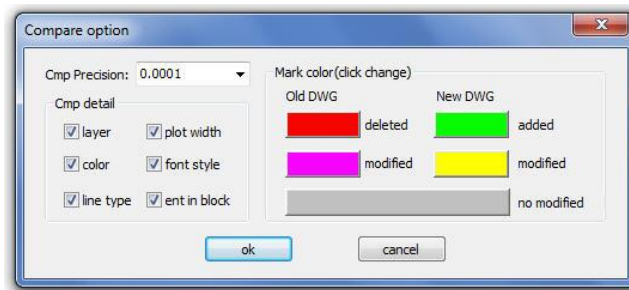 Compare option
Cmp Precision: 0.0001
Cmp detail
layer plot width
color font style
line type ent in block
Mark color(click change)
Old DWG New DWG
deleted added
modified modified
no modified
ok cancel